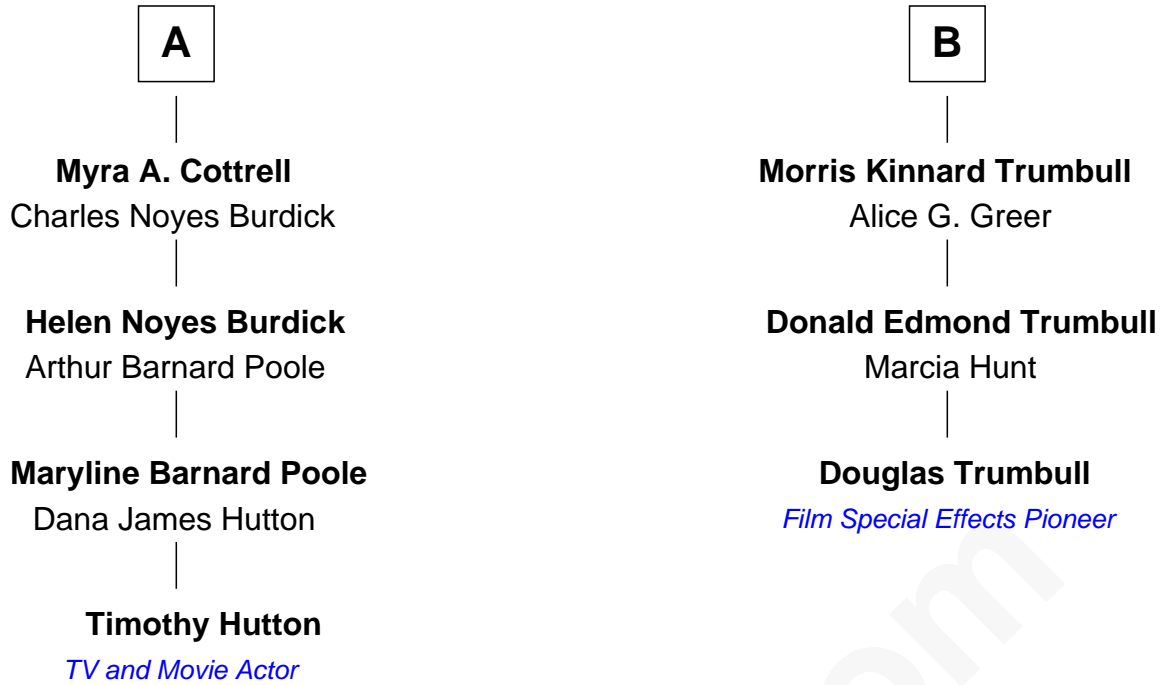 A
Myra A. Cottrell
Charles Noyes Burdick
Helen Noyes Burdick
Arthur Barnard Poole
Maryline Barnard Poole
Dana James Hutton
Timothy Hutton
TV and Movie Actor
B
Morris Kinnard Trumbull
Alice G. Greer
Donald Edmond Trumbull
Marcia Hunt
Douglas Trumbull
Film Special Effects Pioneer
om